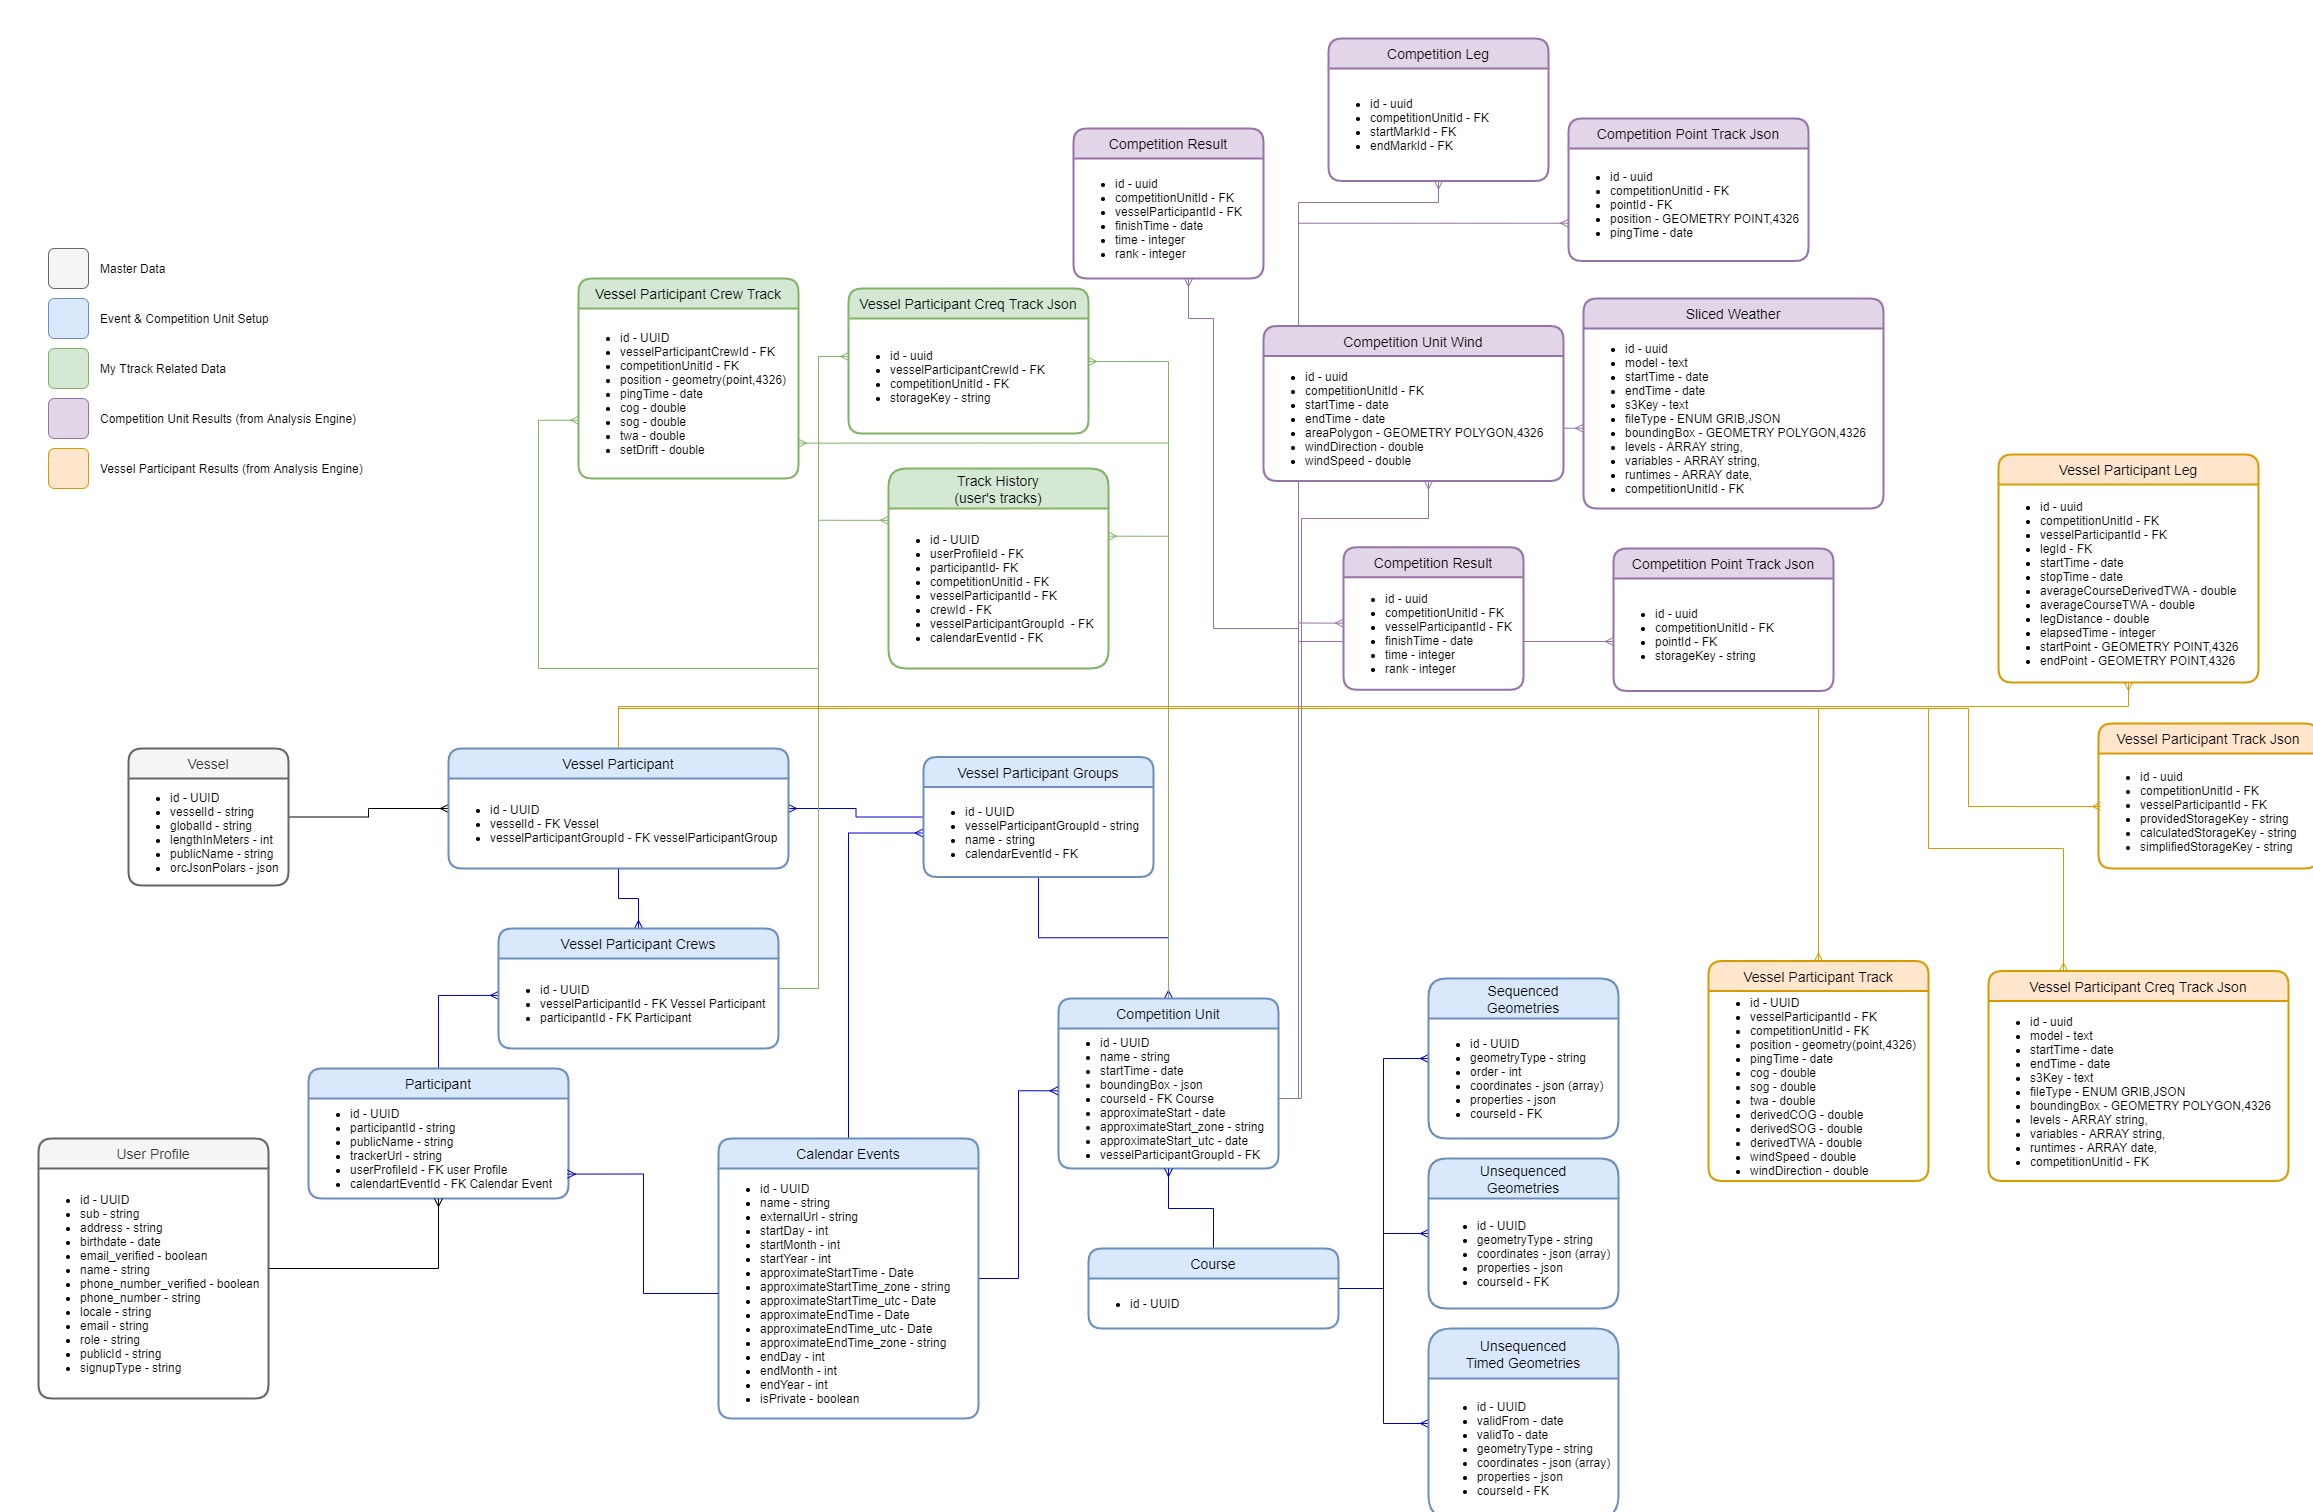 Competition Leg
id - uuid
competitionUnitId - FK
startMarkId - FK
endMarkId - FK
Competition Point Track Json
id - uuid
competitionUnitId - FK
pointId - FK
position - GEOMETRY POINT,4326
pingTime - date
Competition Result
id - uuid
competitionUnitId - FK
vesselParticipantId - FK
finishTime - date
time - integer
rank - integer
Master Data
Event & Competition Unit Setup
My Ttrack Related Data
Competition Unit Results (from Analysis Engine)
Vessel Participant Results (from Analysis Engine)
Vessel Participant Crew Track
id - UUID
vesselParticipantCrewId - FK
competitionUnitId - FK
position - geometry(point,4326)
pingTime - date
cog - double
sog - double
twa - double
setDrift - double
Vessel Participant Creq Track Json
id - uuid
vesselParticipantCrewId - FK
competitionUnitId - FK
storageKey - string
Track History
(user's tracks)
id - UUID
userProfileId - FK
participantId- FK
competitionUnitId - FK
vesselParticipantId - FK
crewId - FK
vesselParticipantGroupId - FK
calendarEventId - FK
Competition Unit Wind
id - uuid
competitionUnitId - FK
startTime - date
endTime - date
areaPolygon - GEOMETRY POLYGON,4326
windDirection - double
windSpeed - double
Sliced Weather
id - uuid
model - text
startTime - date
endTime - date
s3Key - text
fileType - ENUM GRIB,JSON
boundingBox - GEOMETRY POLYGON,4326
levels - ARRAY string,
variables - ARRAY string,
runtimes - ARRAY date,
competitionUnitId - FK
Competition Result
id - uuid
competitionUnitId - FK
vesselParticipantId - FK
finishTime - date
time - integer
rank - integer
Competition Point Track Json
id - uuid
competitionUnitId - FK
pointId - FK
storageKey - string
Vessel Participant Leg
id - uuid
competitionUnitId - FK
vesselParticipantId - FK
legId - FK
startTime - date
stopTime - date
averageCourseDerivedTWA - double
averageCourseTWA - double
legDistance - double
elapsedTime - integer
startPoint - GEOMETRY POINT,4326
endPoint - GEOMETRY POINT,4326
Vessel
id - UUID
vesselId - string
globalId - string
lengthInMeters - int
publicName - string
orcJsonPolars - json
Vessel Participant
id - UUID
vesselId - FK Vessel
vesselParticipantGroupId - FK vesselParticipantGroup
Vessel Participant Groups
id - UUID
vesselParticipantGroupId - string
name - string
calendarEventId - FK
Vessel Participant Track Json
id - uuid
competitionUnitId - FK
vesselParticipantId - FK
providedStorageKey - string
calculatedStorageKey - string
simplifiedStorageKey - string
Vessel Participant Crews
id - UUID
vesselParticipantId - FK Vessel Participant
participantId - FK Participant
Participant
id - UUID
participantId - string
publicName - string
trackerUrl - string
userProfileId - FK user Profile
calendartEventId - FK Calendar Event
User Profile
id - UUID
sub - string
address - string
birthdate - date
email_verified - boolean
name - string
phone_number_verified - boolean
phone_number - string
locale - string
email - string
role - string
publicId - string
signupType - string
Calendar Events
id - UUID
name - string
externalUrl - string
startDay - int
startMonth - int
startYear - int
approximateStartTime - Date
approximateStartTime_zone - string
approximateStartTime_utc - Date
approximateEndTime - Date
approximateEndTime_utc - Date
approximateEndTime_zone - string
endDay - int
endMonth - int
endYear - int
isPrivate - boolean
Competition Unit
id - UUID
name - string
startTime - date
boundingBox - json
courseId - FK Course
approximateStart - date
approximateStart_zone - string
approximateStart_utc - date
vesselParticipantGroupId - FK
Course
id - UUID
Sequenced
Geometries
id - UUID
geometryType - string
order - int
coordinates - json (array)
properties - json
courseId - FK
Unsequenced
Geometries
id - UUID
geometryType - string
coordinates - json (array)
properties - json
courseId - FK
Unsequenced
Timed Geometries
id - UUID
validFrom - date
validTo - date
geometryType - string
coordinates - json (array)
properties - json
courseId - FK
Vessel Participant Track
id - UUID
vesselParticipantId - FK
competitionUnitId - FK
position - geometry(point,4326)
pingTime - date
cog - double
sog - double
twa - double
derivedCOG - double
derivedSOG - double
derivedTWA - double
windSpeed - double
windDirection - double
Vessel Participant Creq Track Json
id - uuid
model - text
startTime - date
endTime - date
s3Key - text
fileType - ENUM GRIB,JSON
boundingBox - GEOMETRY POLYGON,4326
levels - ARRAY string,
variables - ARRAY string,
runtimes - ARRAY date,
competitionUnitId - FK